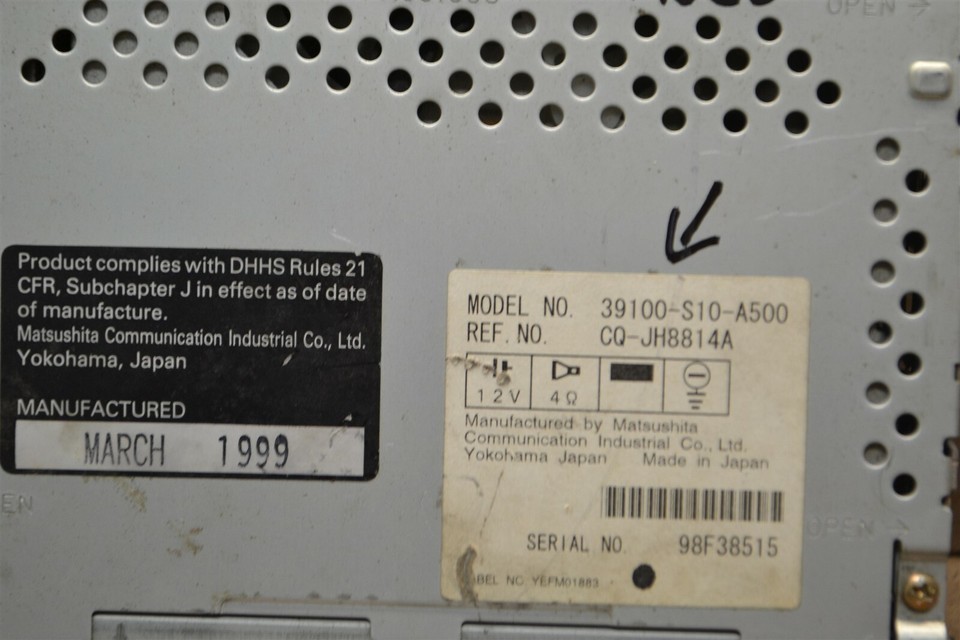 OPEN →
Product complies with DHHS Rules 21
CFR, Subchapter J in effect as of date
of manufacture.
Matsushita Communication Industrial Co., Ltd.
Yokohama, Japan
MANUFACTURED
MARCH 1999
MODEL NO. 39100-S10-A500
REF. NO. CQ-JH8814A
12V 4Ω
Manufactured by Matsushita
Communication Industrial Co., Ltd.
Yokohama Japan Made in Japan
SERIAL NO. 98F38515
NO YEFM01883
OPEN →